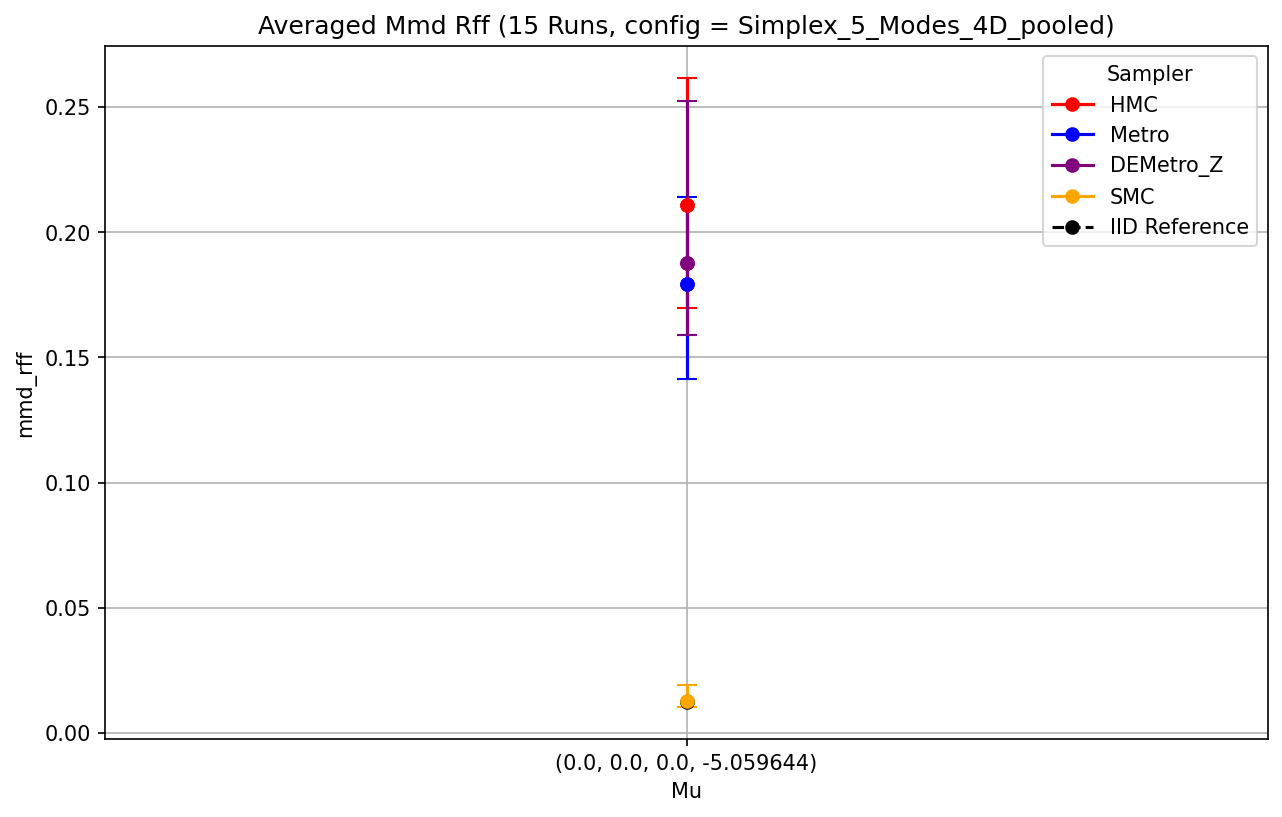 Averaged Mmd Rff (15 Runs, config = Simplex_5_Modes_4D_pooled)
Sampler
HMC
Metro
DEMetro_Z
SMC
IID Reference
mmd_rff
0.25
0.20
0.15
0.10
0.05
0.00
(0.0, 0.0, 0.0, -5.059644)
Mu